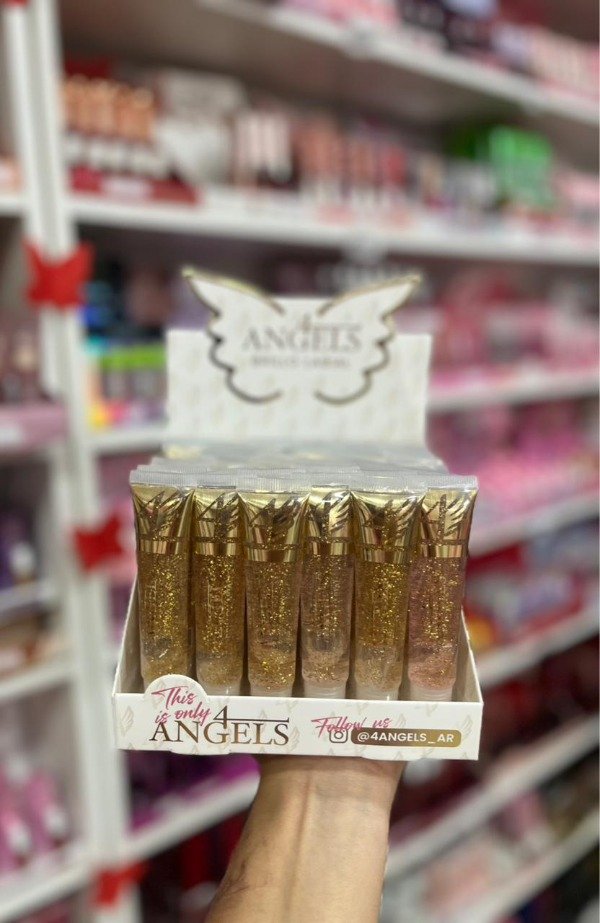 4
ANGELS
BRILLO LABIAL
This
is only
4
ANGELS
Follow us
@4ANGELS_AR